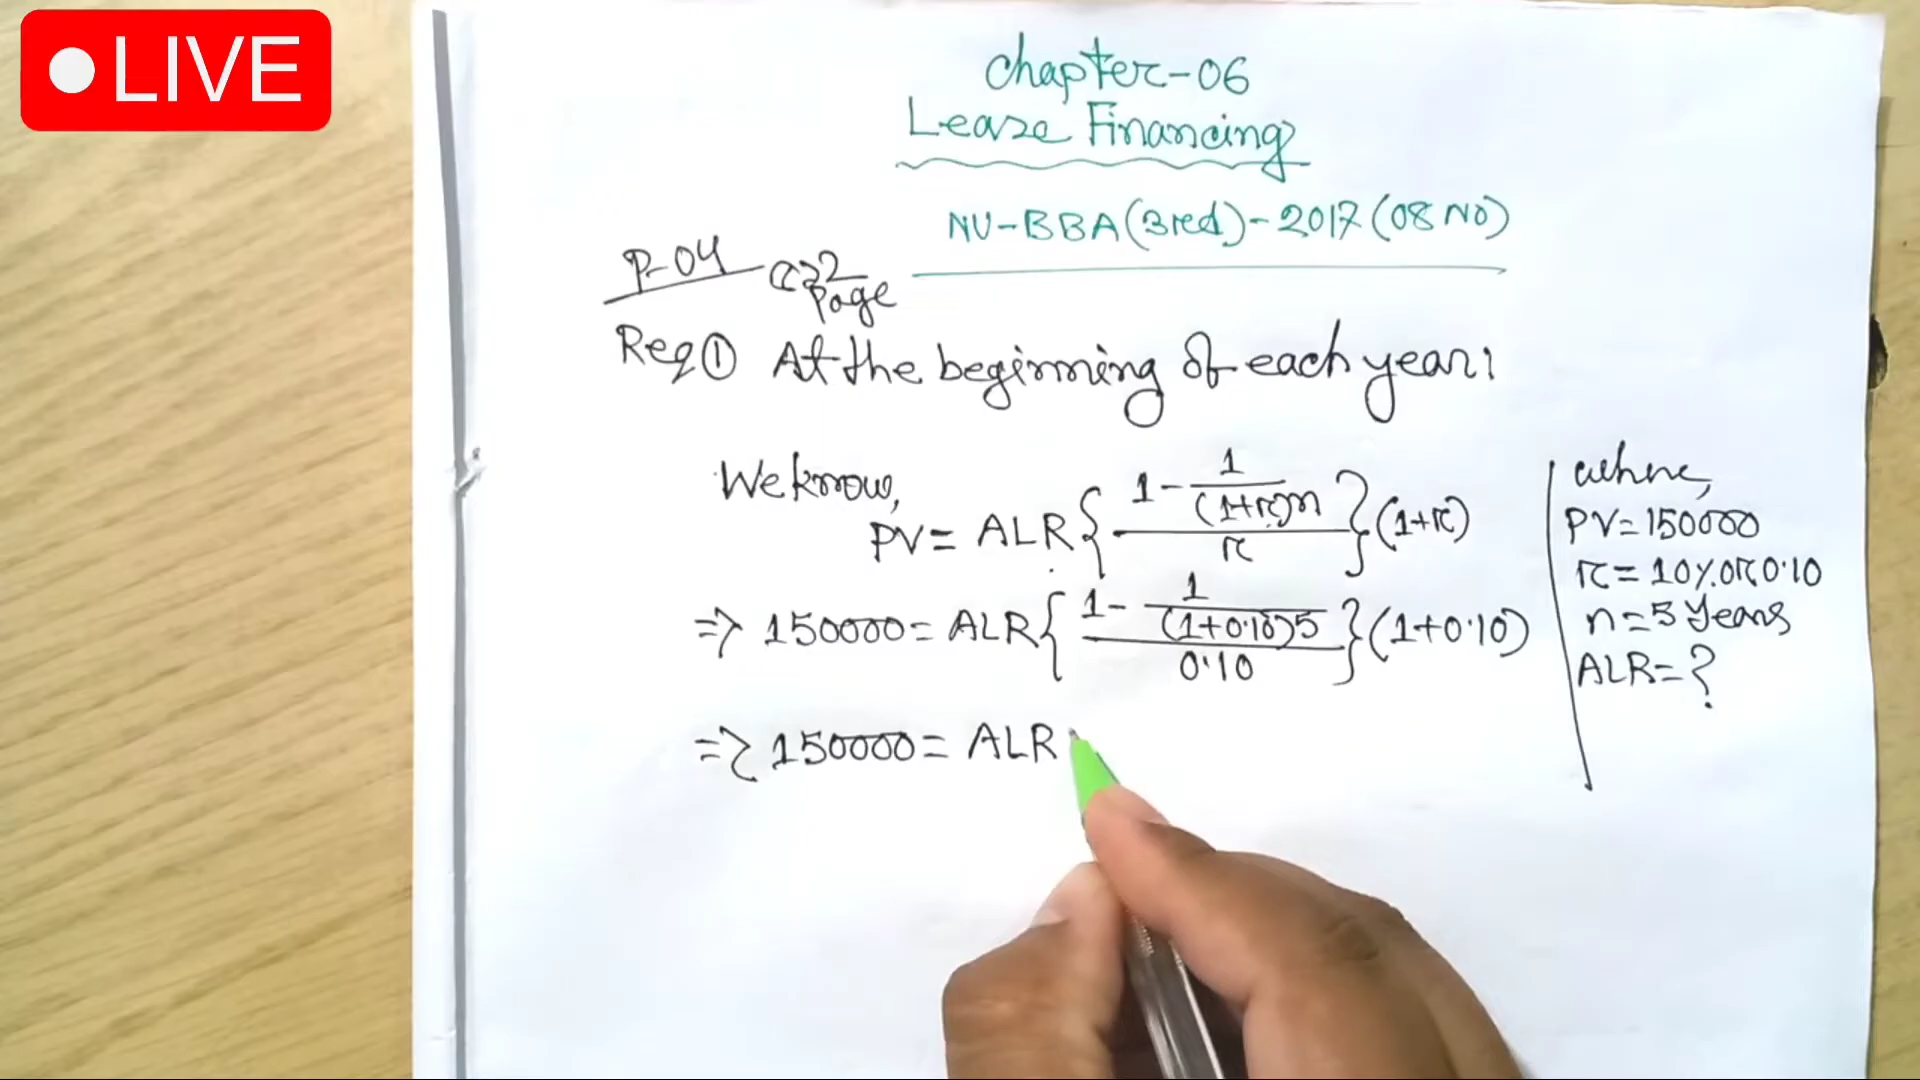 LIVE
Chapter-06
Lease Financing
NU-BBA(3rd)-2017(08 NO)
P-04
Page
Req ① At the beginning of each year:
We know,
PV = ALR { 1 - 1/(1+r)n / r } (1+r)
=> 150000 = ALR { 1 - 1/(1+0.10)5 / 0.10 } (1+0.10)
=> 150000 = ALR
where,
PV = 150000
r = 10% or 0.10
n = 5 Years
ALR = ?